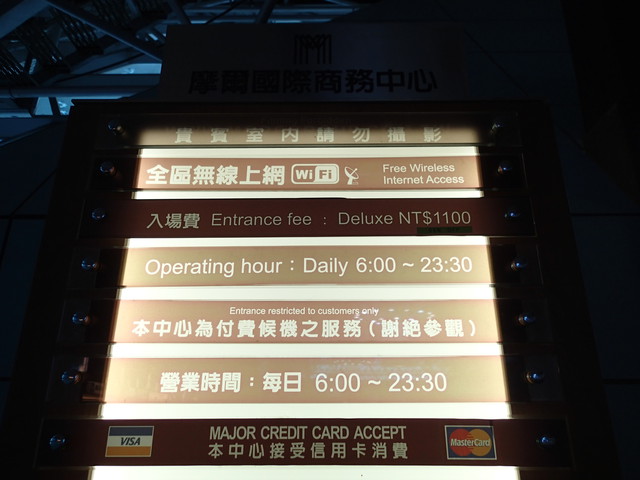 摩爾國際商務中心
貴賓室內請勿攝影
全區無線上網 WiFi Free Wireless Internet Access
入場費 Entrance fee : Deluxe NT$1100
Operating hour : Daily 6:00 ~ 23:30
Entrance restricted to customers only
本中心為付費候機之服務 (謝絕參觀)
營業時間 : 每日 6:00 ~ 23:30
VISA MAJOR CREDIT CARD ACCEPT MasterCard
本中心接受信用卡消費